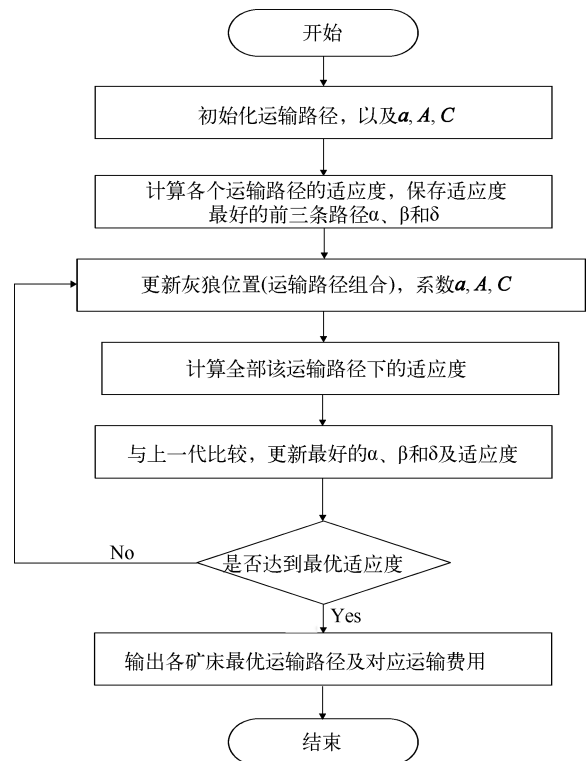 开始
初始化运输路径，以及a, A, C
计算各个运输路径的适应度，保存适应度
最好的前三条路径α、β和δ
更新灰狼位置(运输路径组合)，系数a, A, C
计算全部该运输路径下的适应度
与上一代比较，更新最好的α、β和δ及适应度
No
是否达到最优适应度
Yes
输出各矿床最优运输路径及对应运输费用
结束